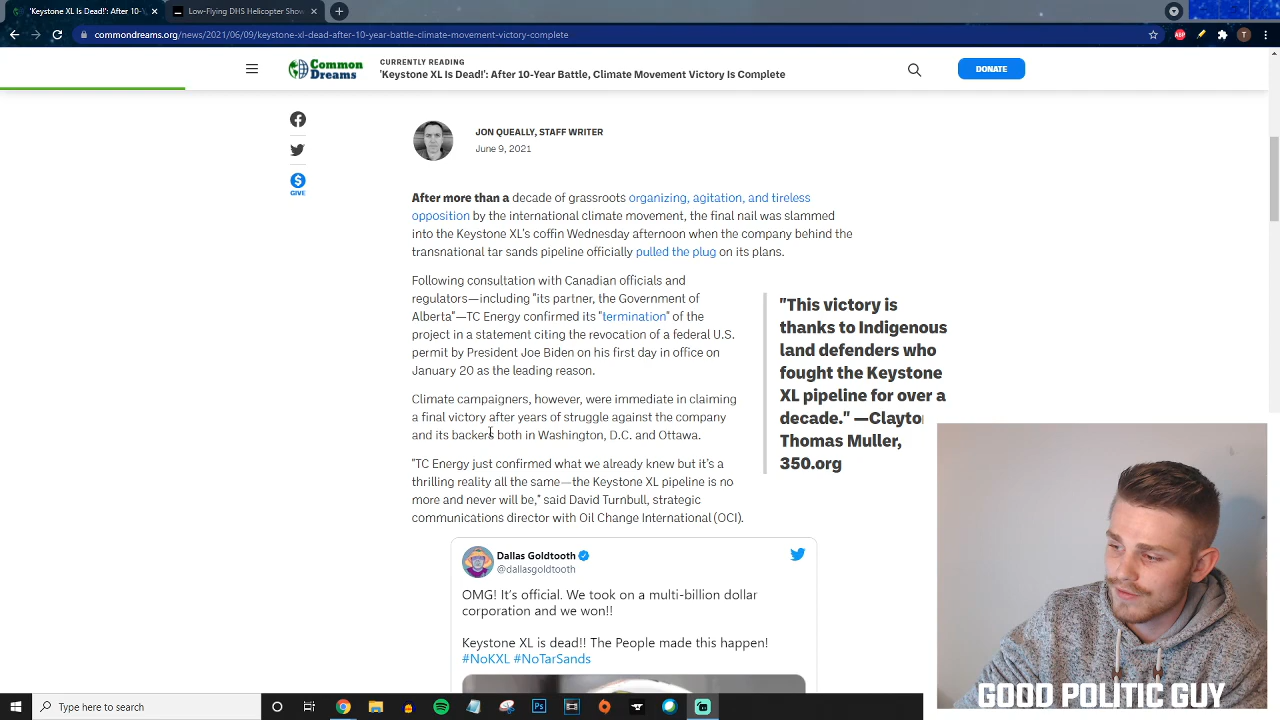 'Keystone XL Is Dead!': After 10-Y
Low-Flying DHS Helicopter Show
commondreams.org/news/2021/06/09/keystone-xl-dead-after-10-year-battle-climate-movement-victory-complete
ABP
T
Common
Dreams
CURRENTLY READING
'Keystone XL Is Dead!': After 10-Year Battle, Climate Movement Victory Is Complete
DONATE
GIVE
JON QUEALLY, STAFF WRITER
June 9, 2021
After more than a decade of grassroots organizing, agitation, and tireless
opposition by the international climate movement, the final nail was slammed
into the Keystone XL's coffin Wednesday afternoon when the company behind the
transnational tar sands pipeline officially pulled the plug on its plans.
Following consultation with Canadian officials and
regulators—including "its partner, the Government of
Alberta"—TC Energy confirmed its "termination" of the
project in a statement citing the revocation of a federal U.S.
permit by President Joe Biden on his first day in office on
January 20 as the leading reason.
"This victory is
thanks to Indigenous
land defenders who
fought the Keystone
XL pipeline for over a
decade." —Clayto
Thomas Muller,
350.org
Climate campaigners, however, were immediate in claiming
a final victory after years of struggle against the company
and its backers both in Washington, D.C. and Ottawa.
"TC Energy just confirmed what we already knew but it's a
thrilling reality all the same—the Keystone XL pipeline is no
more and never will be," said David Turnbull, strategic
communications director with Oil Change International (OCI).
Dallas Goldtooth
@dallasgoldtooth
OMG! It's official. We took on a multi-billion dollar
corporation and we won!!
Keystone XL is dead!! The People made this happen!
#NoKXL #NoTarSands
GOOD POLITIC GUY
Type here to search